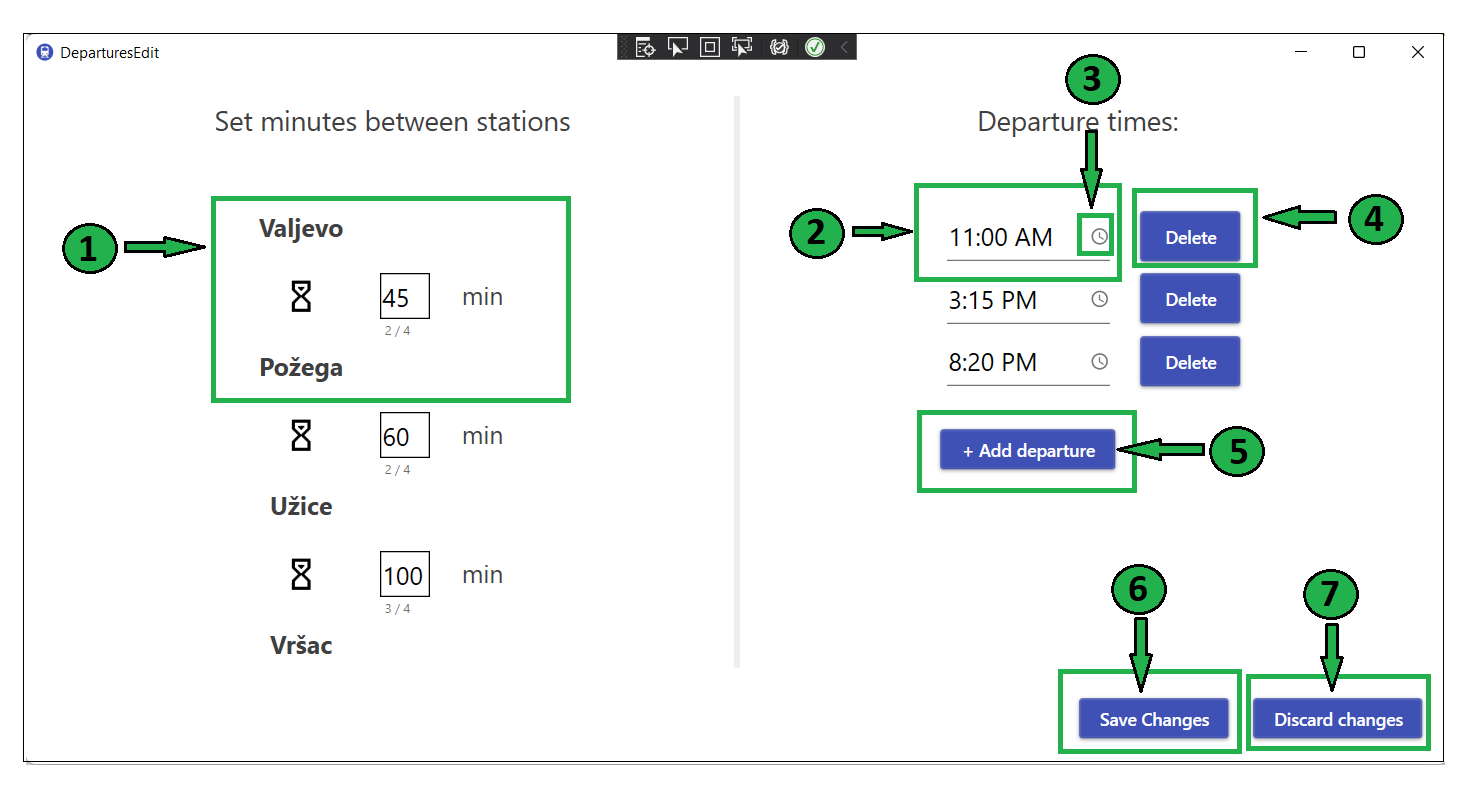 DeparturesEdit
3
Set minutes between stations
Departure times:
1
Valjevo
45 min
2 / 4
Požega
60 min
2 / 4
Užice
100 min
3 / 4
Vršac
2
11:00 AM
Delete
4
3:15 PM
Delete
8:20 PM
Delete
+ Add departure
5
6
7
Save Changes
Discard changes